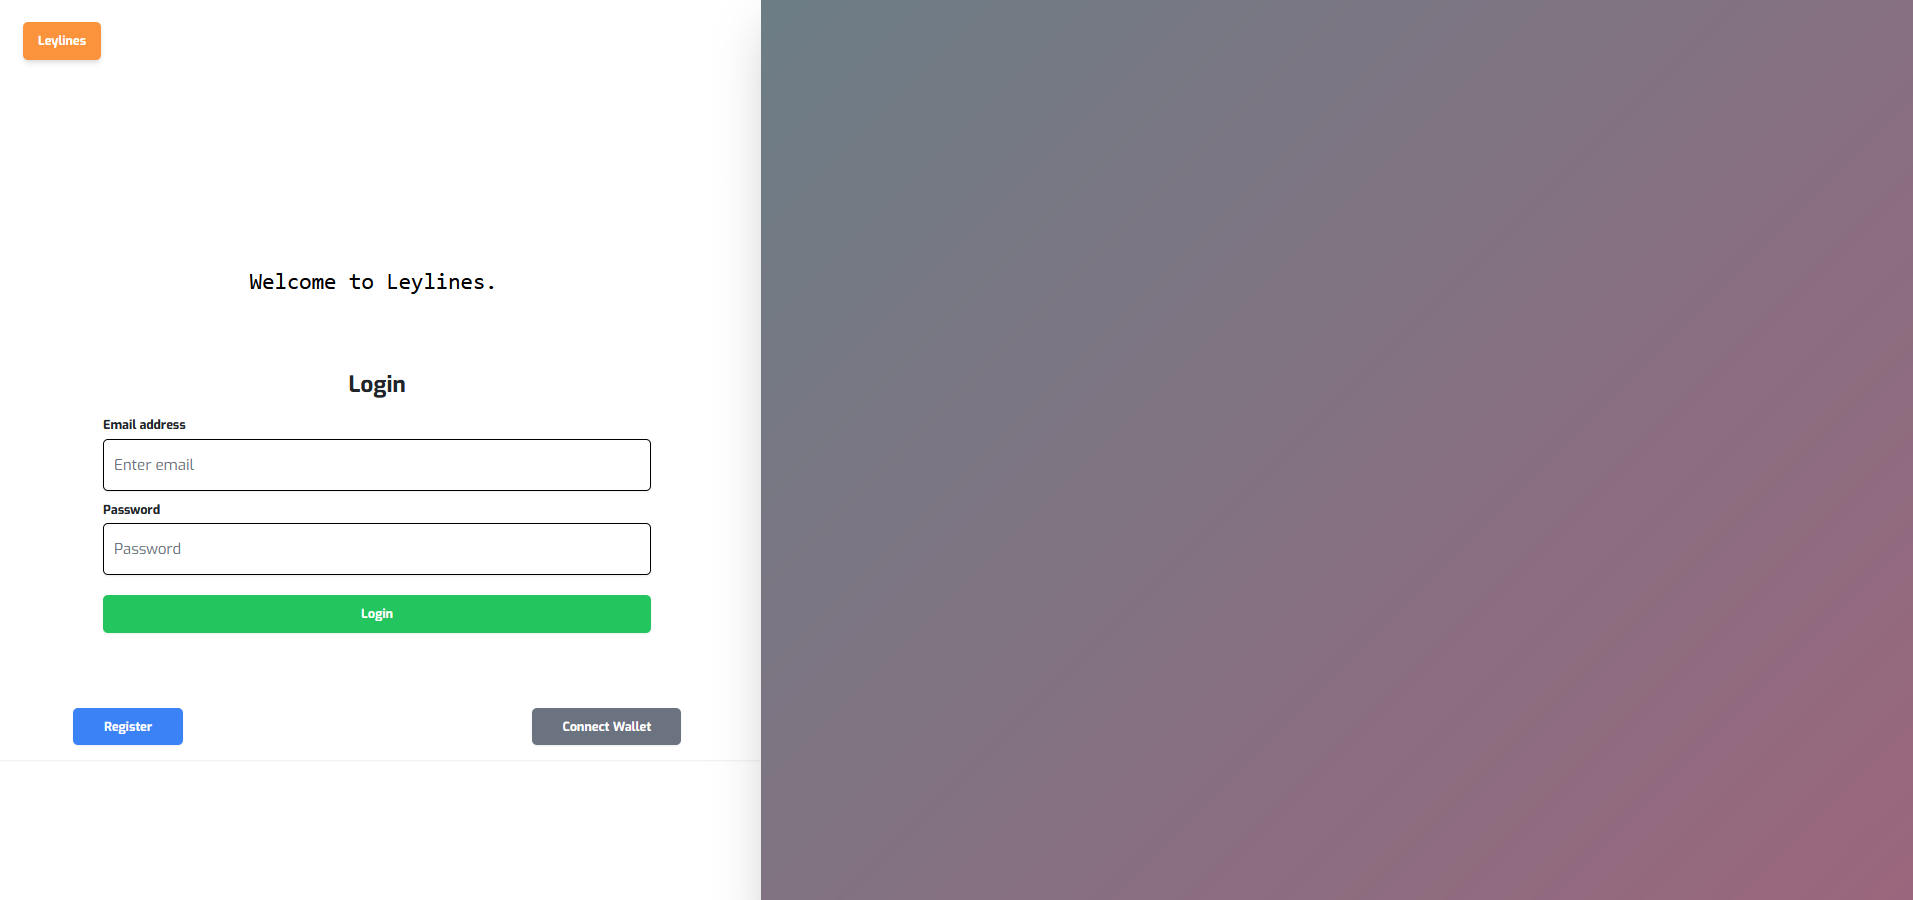 Leylines
Welcome to Leylines.
Login
Email address
Enter email
Password
Password
Login
Register
Connect Wallet